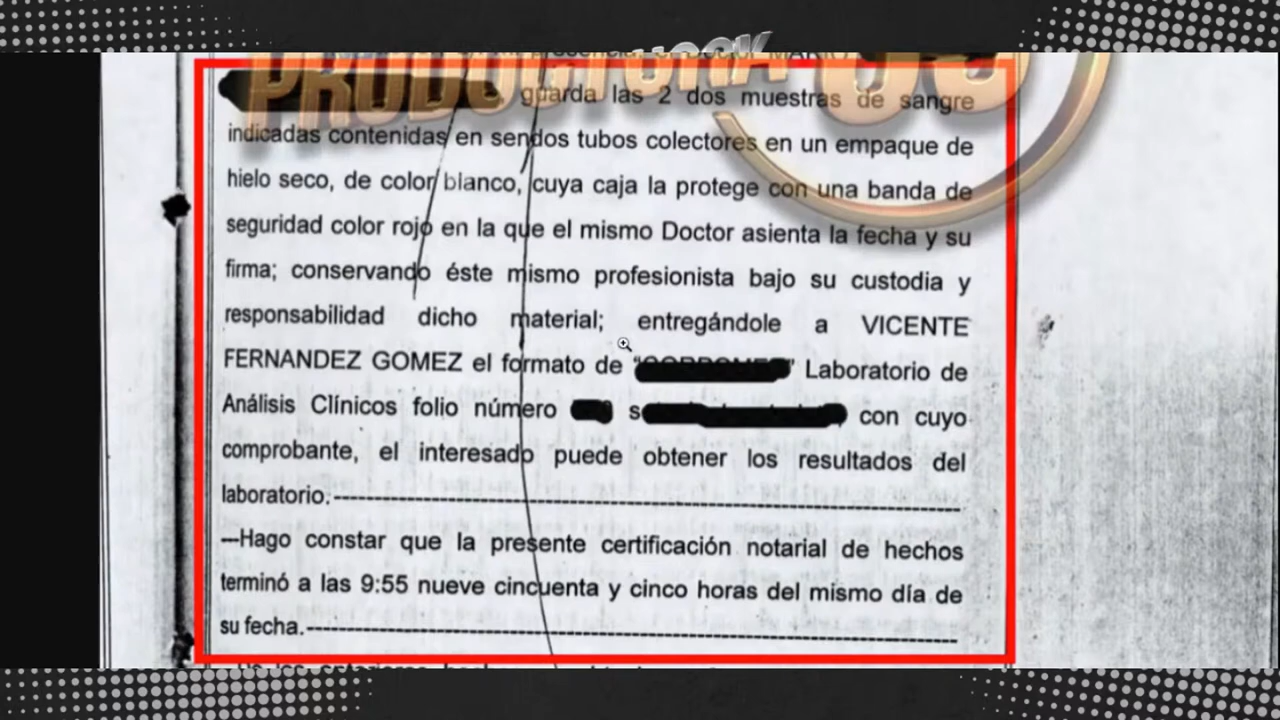 PRODUCTORA 69
guarda las 2 dos muestras de sangre
indicadas contenidas en sendos tubos colectores en un empaque de
hielo seco, de color blanco, cuya caja la protege con una banda de
seguridad color rojo en la que el mismo Doctor asienta la fecha y su
firma; conservando éste mismo profesionista bajo su custodia y
responsabilidad dicho material; entregándole a VICENTE
FERNANDEZ GOMEZ el formato de “ ” Laboratorio de
Análisis Clínicos folio número s con cuyo
comprobante, el interesado puede obtener los resultados del
laboratorio.
—Hago constar que la presente certificación notarial de hechos
terminó a las 9:55 nueve cincuenta y cinco horas del mismo día de
su fecha.